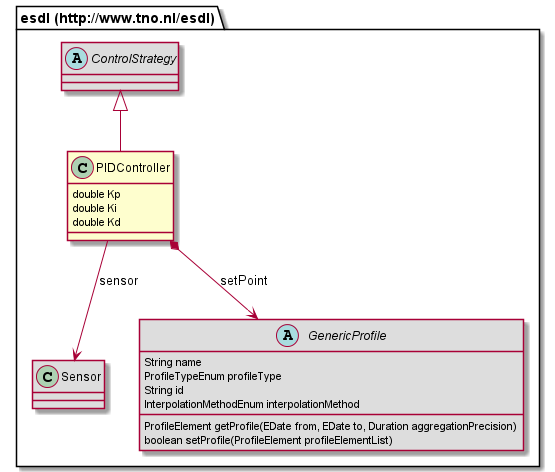 esdl (http://www.tno.nl/esdl)
A ControlStrategy
C PIDController
double Kp
double Ki
double Kd
sensor
setPoint
C Sensor
A GenericProfile
String name
ProfileTypeEnum profileType
String id
InterpolationMethodEnum interpolationMethod
ProfileElement getProfile(EDate from, EDate to, Duration aggregationPrecision)
boolean setProfile(ProfileElement profileElementList)